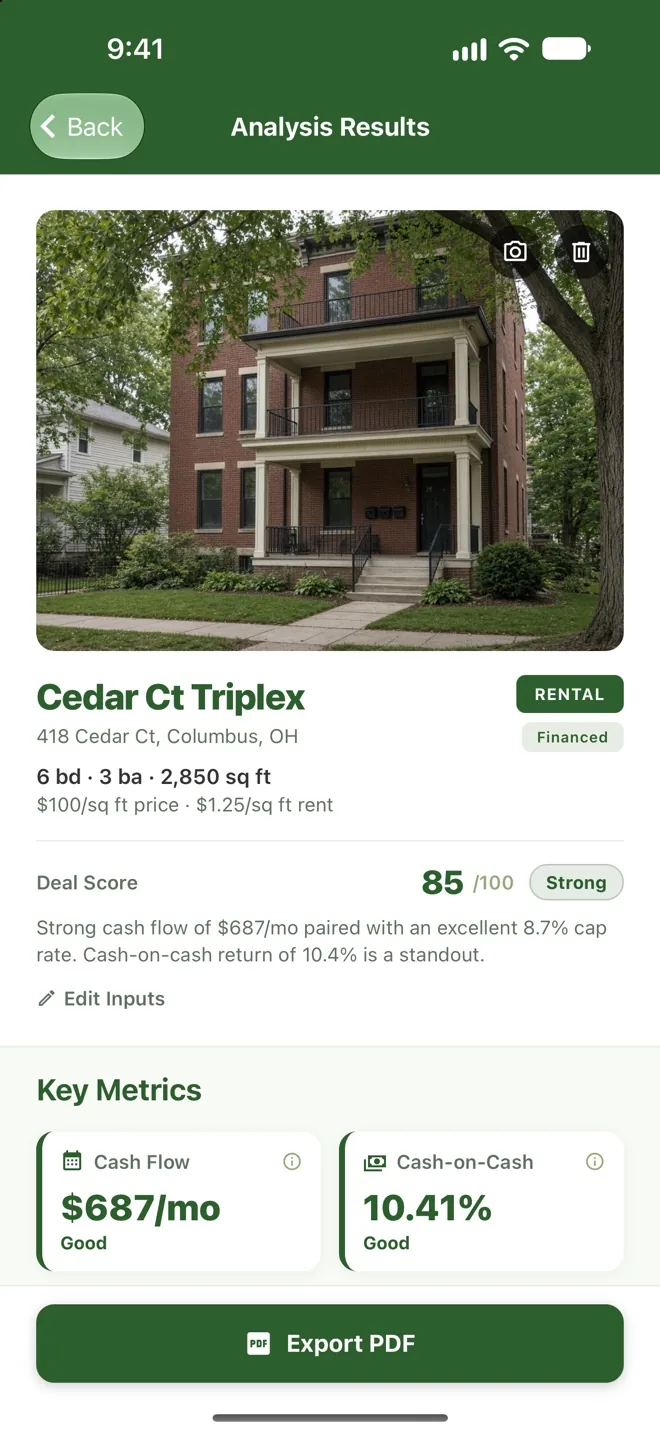 9:41
Back
Analysis Results
Cedar Ct Triplex
RENTAL
418 Cedar Ct, Columbus, OH
Financed
6 bd · 3 ba · 2,850 sq ft
$100/sq ft price · $1.25/sq ft rent
Deal Score
85 /100
Strong
Strong cash flow of $687/mo paired with an excellent 8.7% cap
rate. Cash-on-cash return of 10.4% is a standout.
Edit Inputs
Key Metrics
Cash Flow
$687/mo
Good
Cash-on-Cash
10.41%
Good
PDF Export PDF